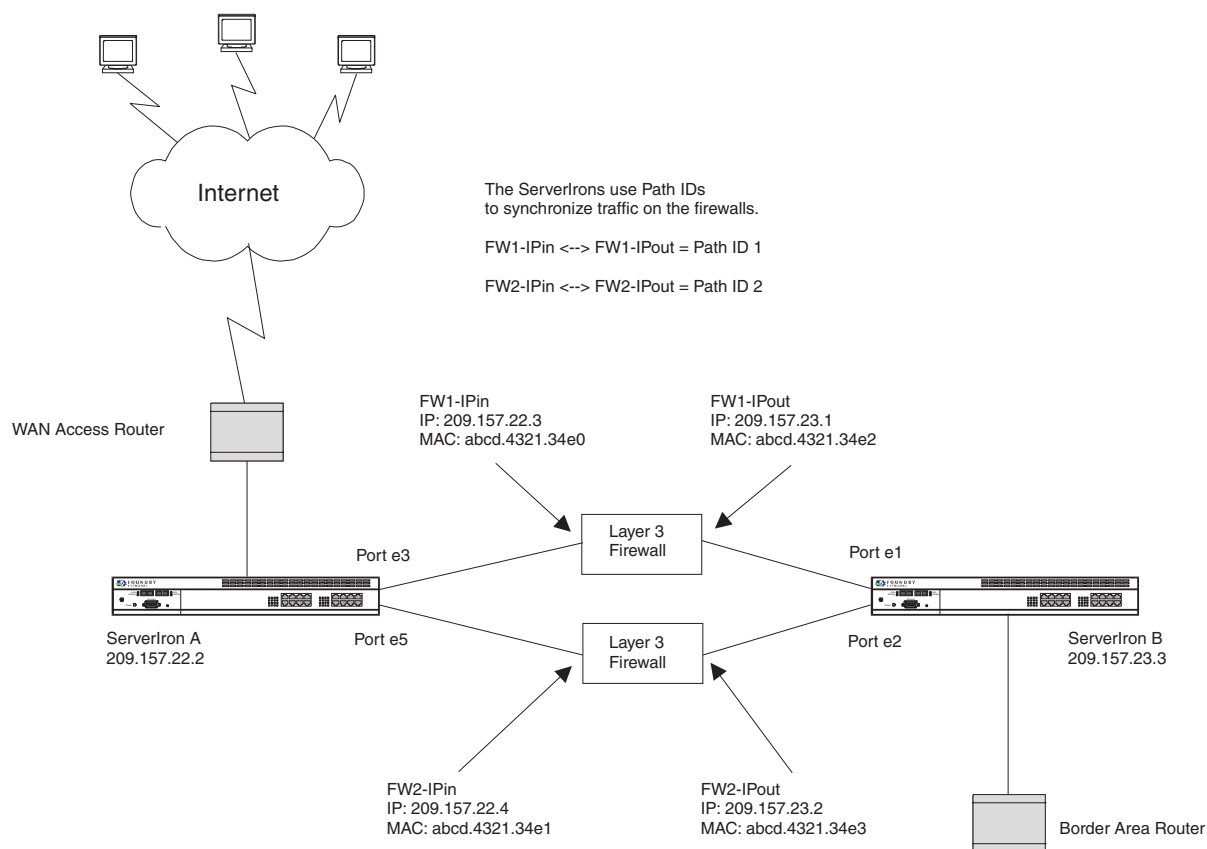 Internet
The ServerIrons use Path IDs
to synchronize traffic on the firewalls.
FW1-IPin <--> FW1-IPout = Path ID 1
FW2-IPin <--> FW2-IPout = Path ID 2
WAN Access Router
FW1-IPin
IP: 209.157.22.3
MAC: abcd.4321.34e0
FW1-IPout
IP: 209.157.23.1
MAC: abcd.4321.34e2
Layer 3
Firewall
Port e3
Port e1
FOUNDRY
NETWORKS
FOUNDRY
NETWORKS
ServerIron A
209.157.22.2
Port e5
Layer 3
Firewall
Port e2
ServerIron B
209.157.23.3
FW2-IPin
IP: 209.157.22.4
MAC: abcd.4321.34e1
FW2-IPout
IP: 209.157.23.2
MAC: abcd.4321.34e3
Border Area Router